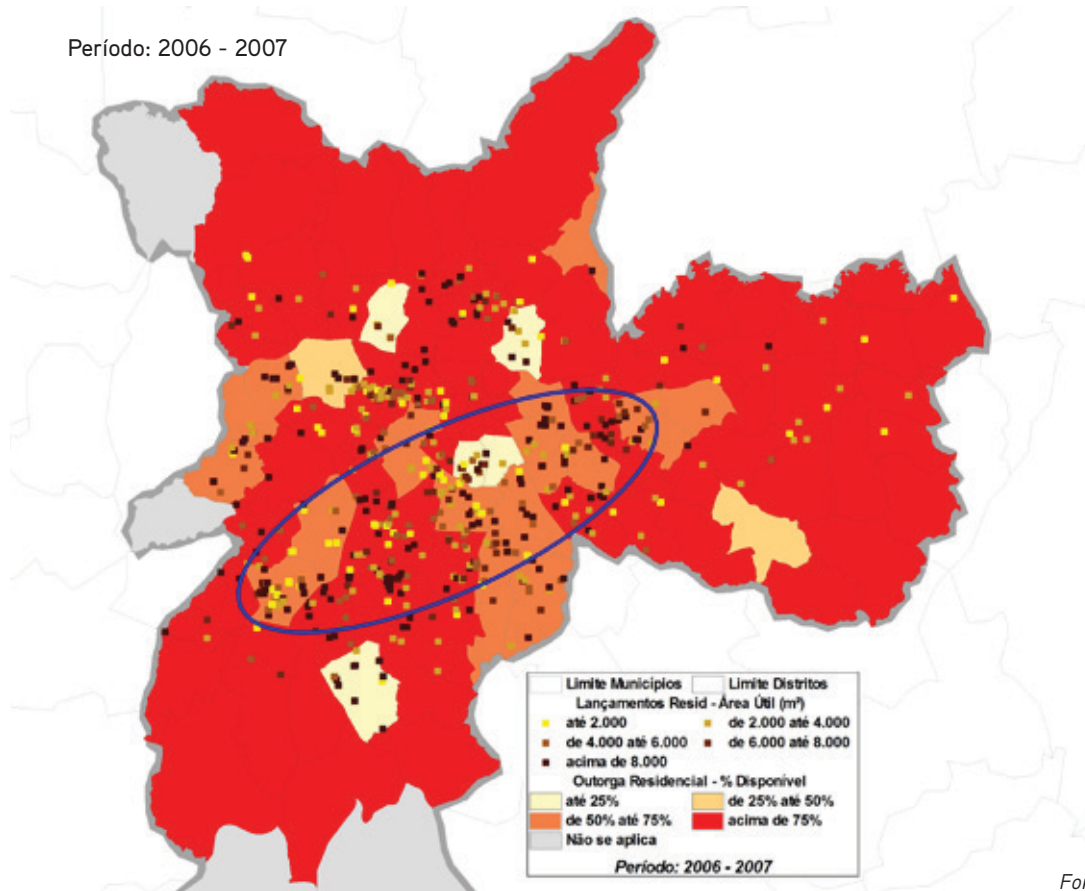 Período: 2006 - 2007
Limite Municípios Limite Distritos
Lançamentos Resid - Área Útil (m²)
até 2.000 de 2.000 até 4.000
de 4.000 até 6.000 de 6.000 até 8.000
acima de 8.000
Outorga Residencial - % Disponível
até 25% de 25% até 50%
de 50% até 75% acima de 75%
Não se aplica
Período: 2006 - 2007